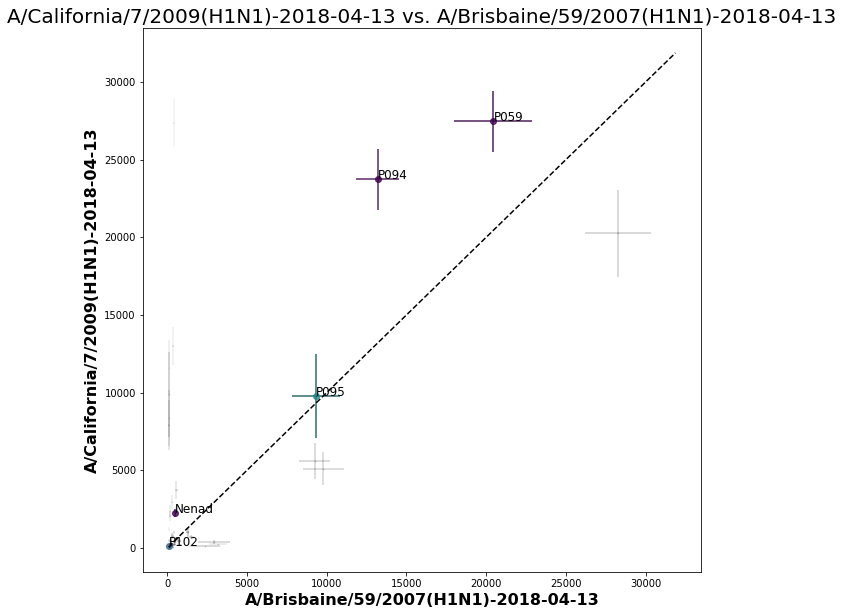 A/California/7/2009(H1N1)-2018-04-13 vs. A/Brisbaine/59/2007(H1N1)-2018-04-13
30000
25000
20000
15000
10000
5000
0
A/California/7/2009(H1N1)-2018-04-13
P059
P094
P095
Nenad
P102
0 5000 10000 15000 20000 25000 30000
A/Brisbaine/59/2007(H1N1)-2018-04-13